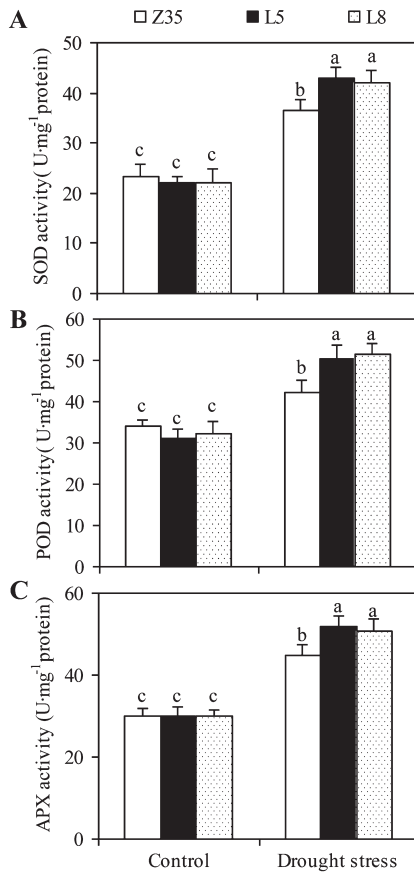 A
Z35 L5 L8
SOD activity( U·mg⁻¹protein)
50
40
30
20
10
0
c c c
b a a
B
POD activity( U·mg⁻¹protein)
60
50
40
30
20
10
0
c c c
b a a
C
APX activity (U·mg⁻¹protein)
60
40
20
0
c c c
b a a
Control Drought stress